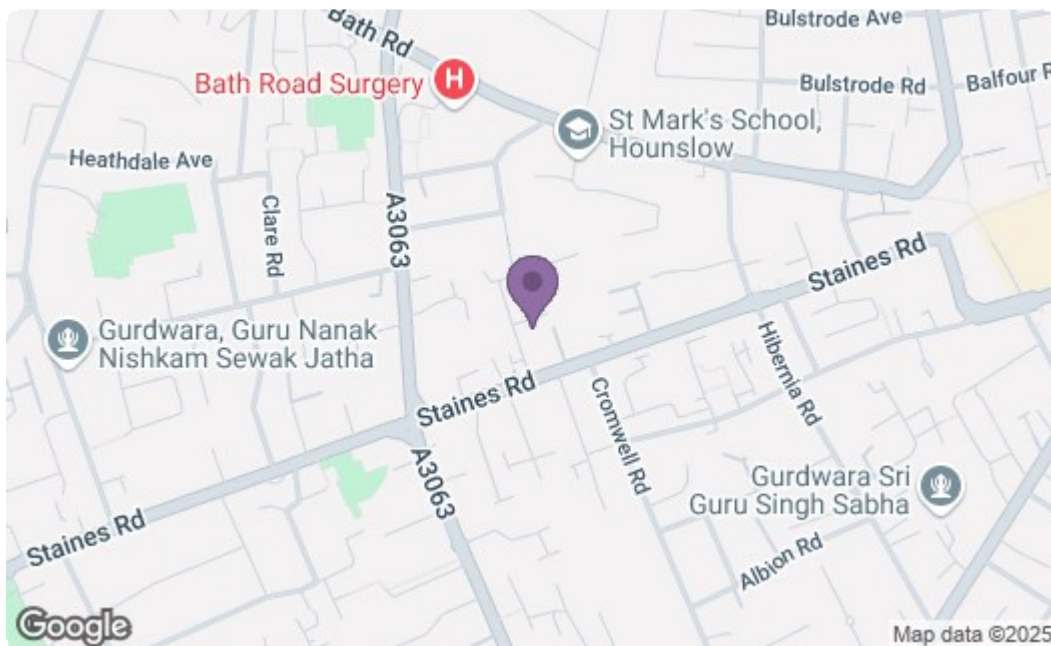 Bulstrode Ave
Bath Rd
Bath Road Surgery
H
Bulstrode Rd
Balfour R
St Mark's School,
Hounslow
Heathdale Ave
Clare Rd
A3063
Staines Rd
Gurdwara, Guru Nanak
Nishkam Sewak Jatha
Hibernia Rd
Staines Rd
Cromwell Rd
A3063
Gurdwara Sri
Guru Singh Sabha
Staines Rd
Albion Rd
Google
Map data ©2025